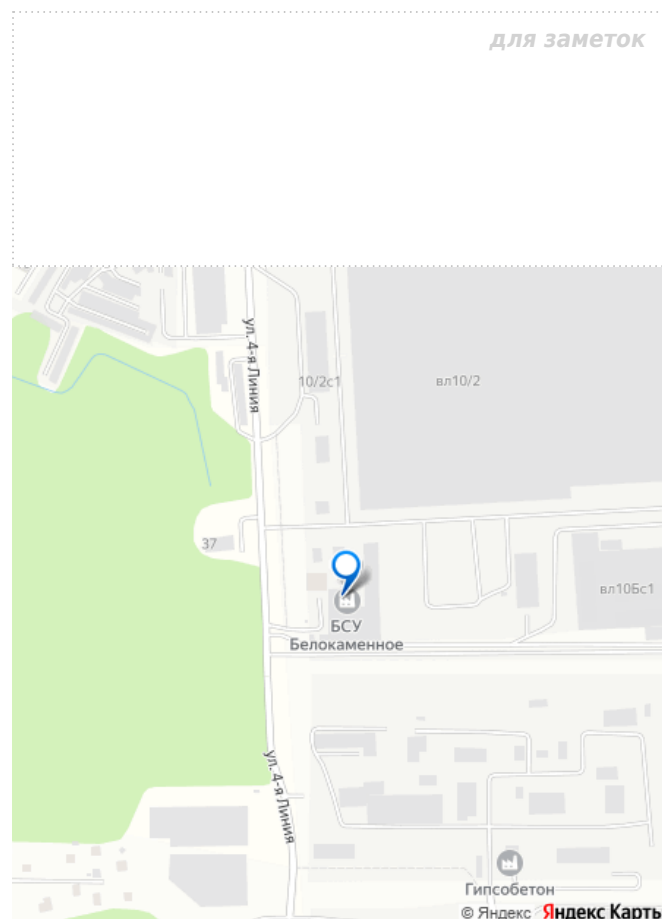 для заметок
ул. 4-я Линия
10/2с1
вл10/2
37
вл10Бс1
БСУ
Белокаменное
ул. 4-я Линия
Гипсобетон
© Яндекс Яндекс Карты